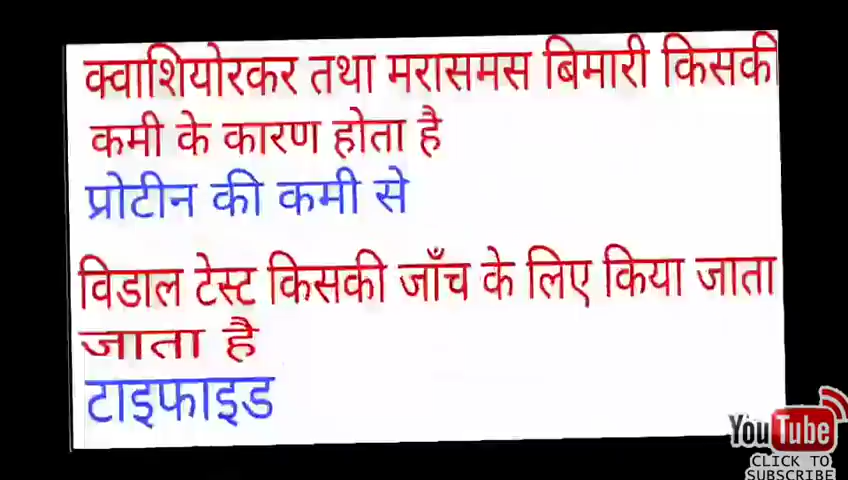 क्वाशियोरकर तथा मरासमस बिमारी किसकी
कमी के कारण होता है
प्रोटीन की कमी से
विडाल टेस्ट किसकी जाँच के लिए किया जाता
जाता है
टाइफाइड
YouTube
CLICK TO
SUBSCRIBE